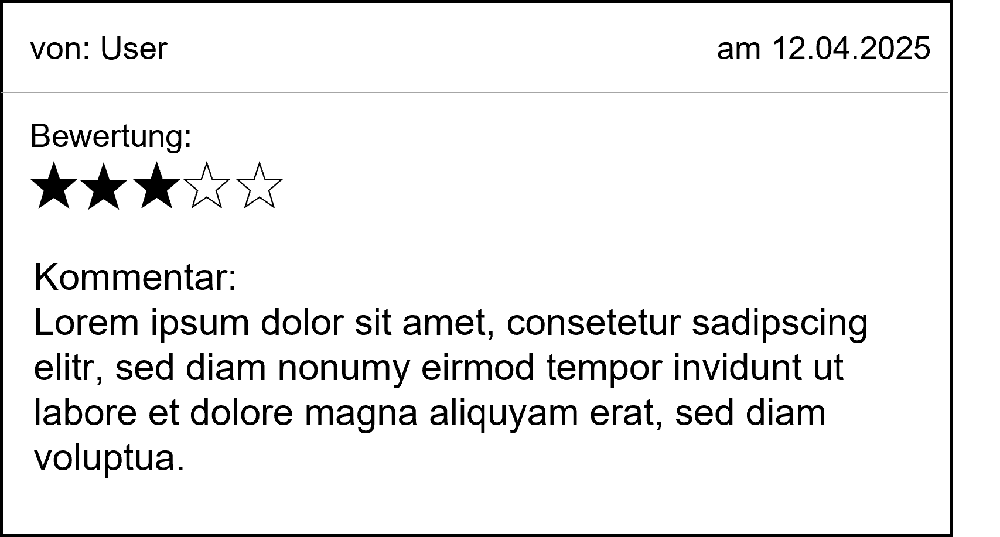 von: User am 12.04.2025
Bewertung:
★★★☆☆
Kommentar:
Lorem ipsum dolor sit amet, consetetur sadipscing
elitr, sed diam nonumy eirmod tempor invidunt ut
labore et dolore magna aliquyam erat, sed diam
voluptua.